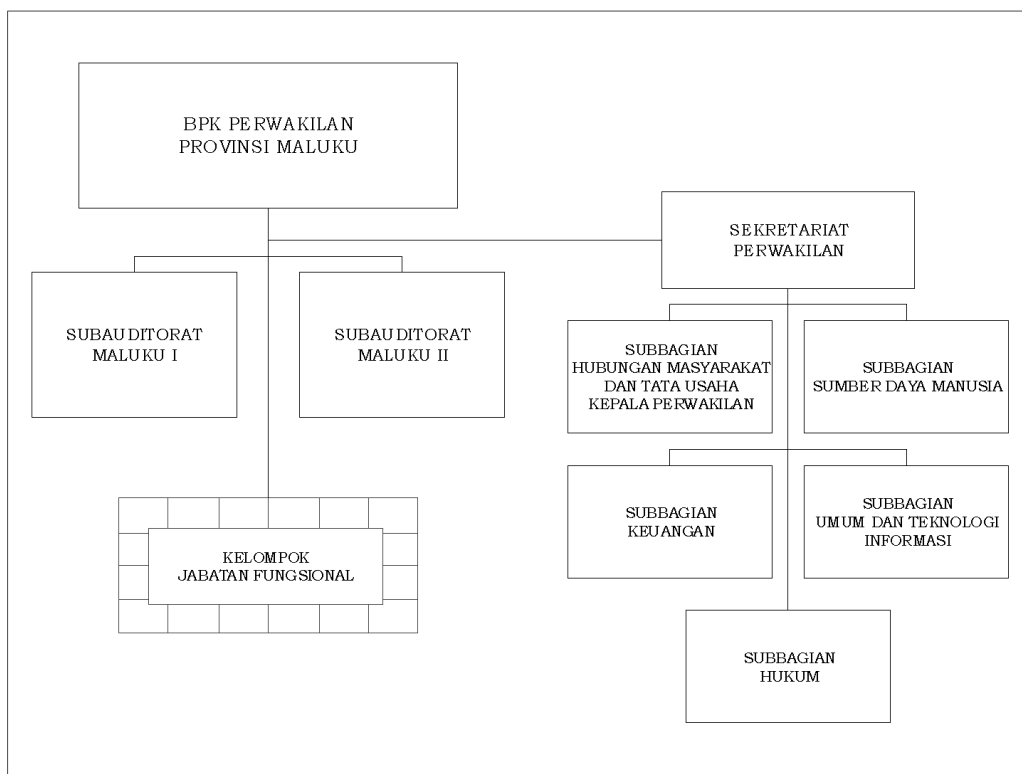 BPK PERWAKILAN
PROVINSI MALUKU
SEKRETARIAT
PERWAKILAN
SUBAUDITORAT
MALUKU I
SUBAUDITORAT
MALUKU II
SUBBAGIAN
HUBUNGAN MASYARAKAT
DAN TATA USAHA
KEPALA PERWAKILAN
SUBBAGIAN
SUMBER DAYA MANUSIA
SUBBAGIAN
KEUANGAN
SUBBAGIAN
UMUM DAN TEKNOLOGI
INFORMASI
KELOMPOK
JABATAN FUNGSIONAL
SUBBAGIAN
HUKUM